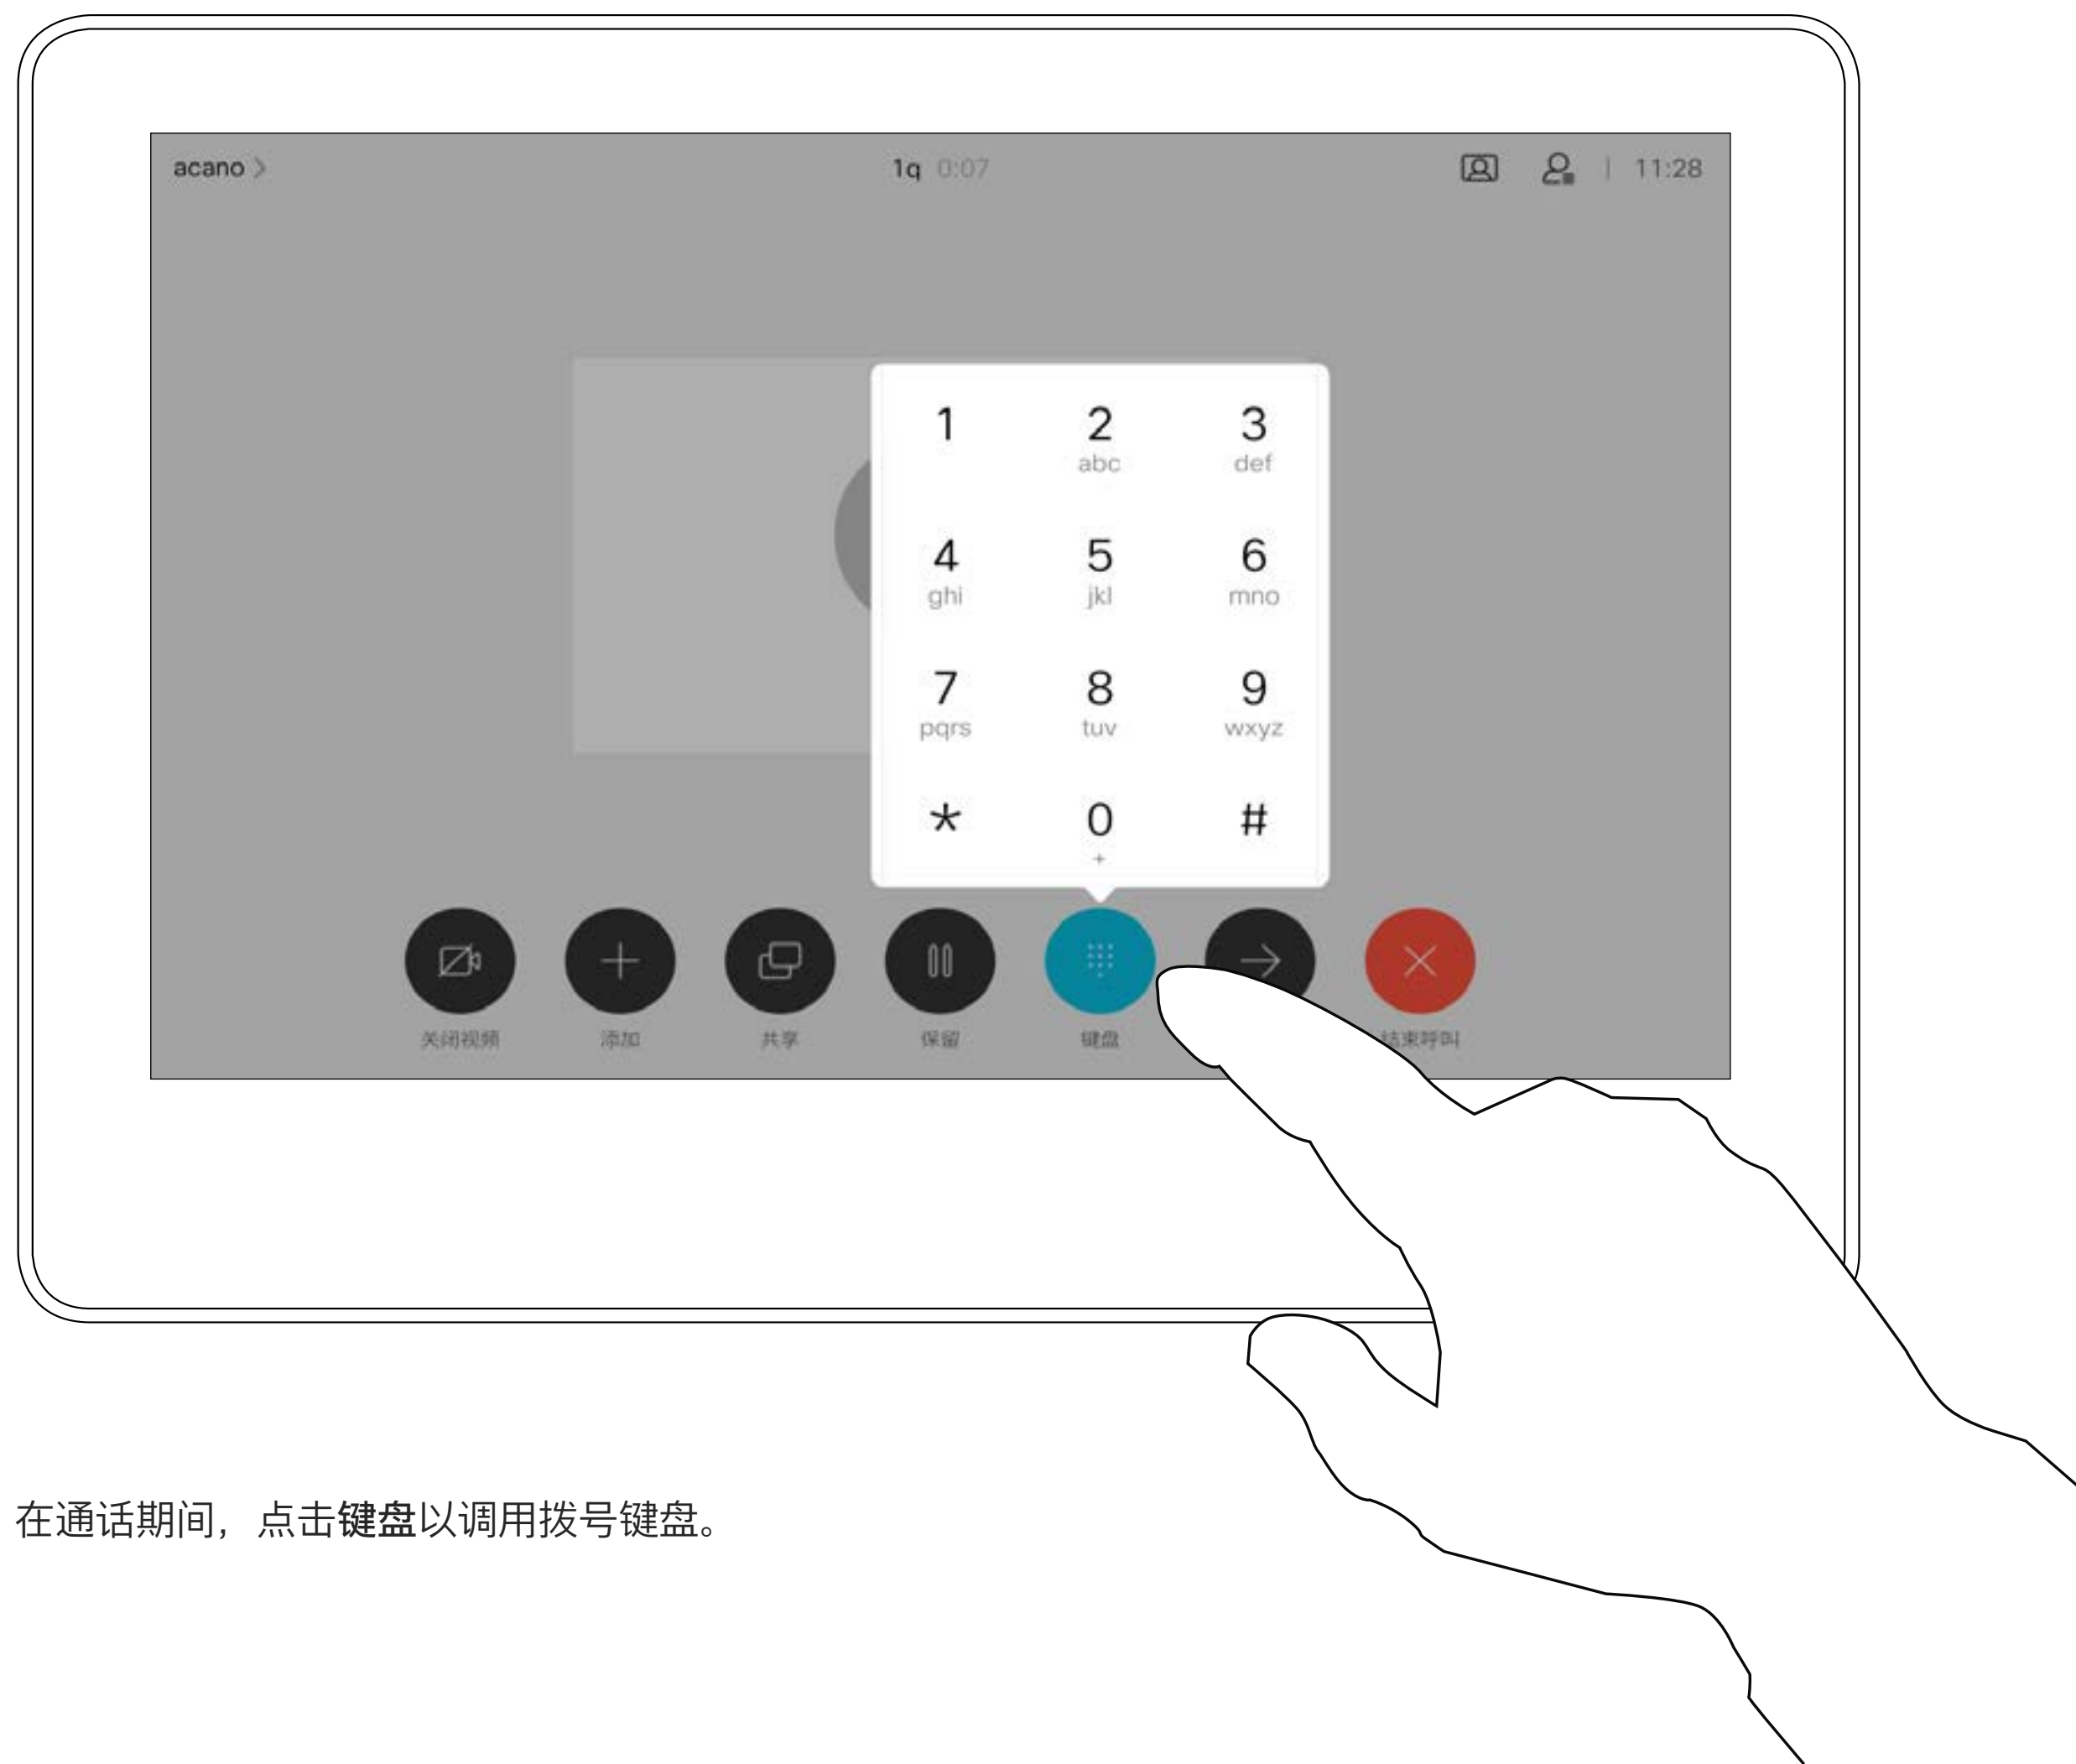 acano
1q 0:07
11:28
1
2
3
abc
def
4
5
6
ghi
jkl
mno
7
8
9
pqrs
tuv
wxyz
*
0
#
+
关闭视频
添加
共享
保留
键盘
结束呼叫
在通话期间，点击键盘以调用拨号键盘。